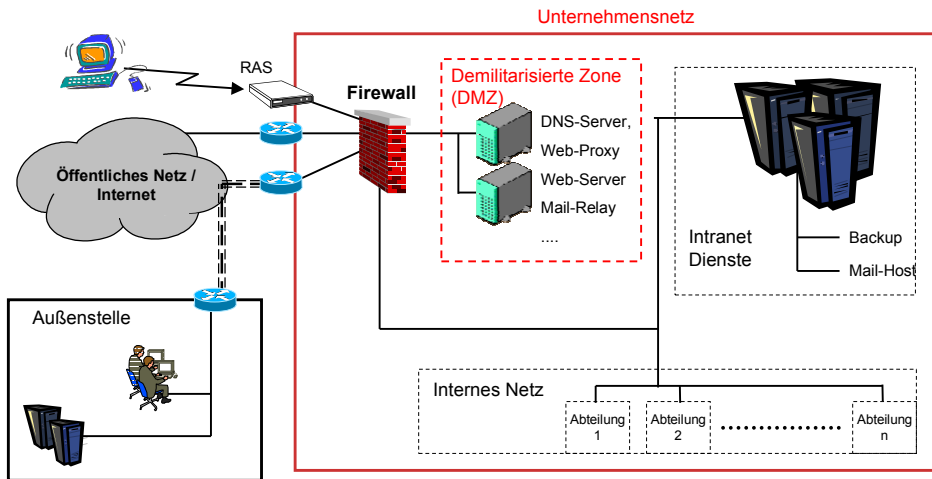 Unternehmensnetz
RAS
Firewall
Demilitarisierte Zone
(DMZ)
DNS-Server,
Web-Proxy
Web-Server
Mail-Relay
....
Öffentliches Netz /
Internet
Intranet
Dienste
Backup
Mail-Host
Außenstelle
Internes Netz
Abteilung
1
Abteilung
2
Abteilung
n